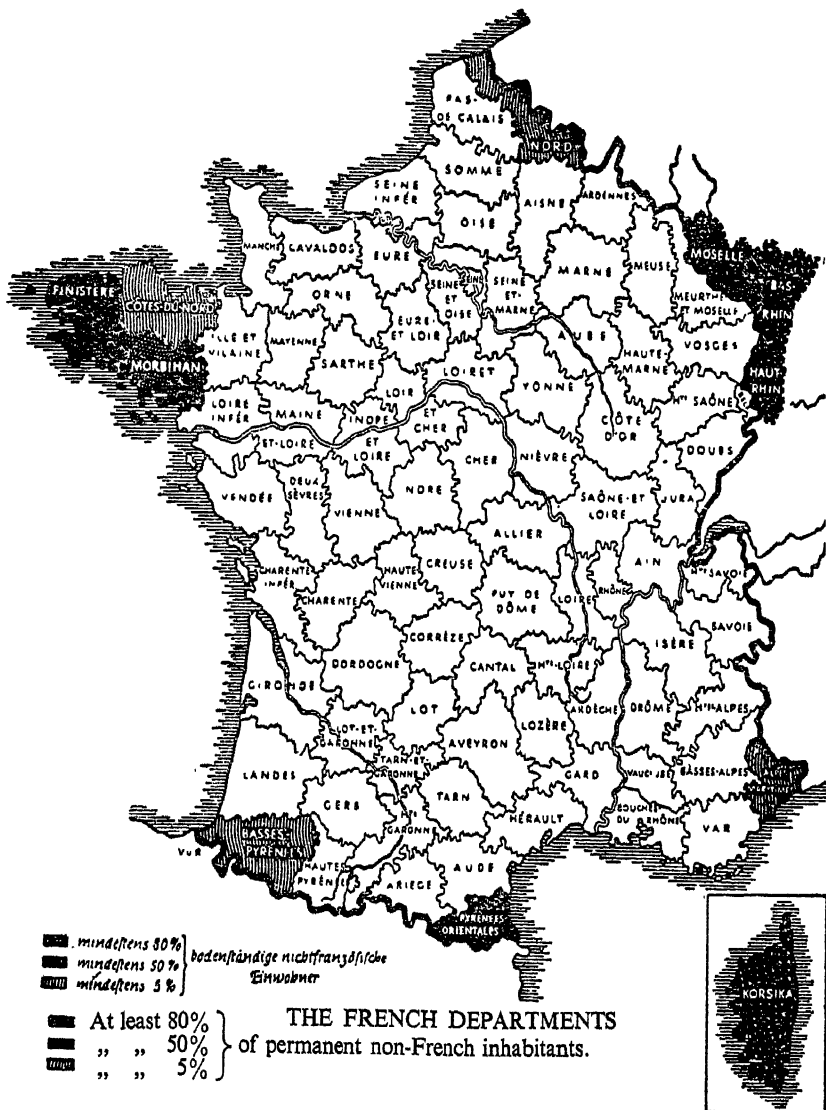 PAS-
DE CALAIS
NORD
SOMME
SEINE
INFÉR
OISE
AISNE
ARDENNES
MANCHE
CALVADOS
EURE
SEINE
ET
OISE
SEINE
SEINE
ET-
MARNE
MARNE
MEUSE
MOSELLE
BAS-
RHIN
MEURTHE
ET MOSELLE
FINISTÈRE
CÔTES-DU-NORD
ORNE
EURE-
ET LOIR
AUBE
HAUTE-
MARNE
VOSGES
HAUT-
RHIN
ILLE ET
VILAINE
MAYENNE
SARTHE
MORBIHAN
LOIRET
YONNE
LOIR
ET
CHER
CÔTE
D'OR
Hte SAÔNE
LOIRE
INFÉR
MAINE
ET-LOIRE
INDRE
ET
LOIRE
CHER
NIÈVRE
DOUBS
JURA
SAÔNE-ET
LOIRE
VENDÉE
DEUX
SÈVRES
VIENNE
NDRE
ALLIER
AIN
Hte SAVOIE
CHARENTE
INFÉR
CHARENTE
HAUTE
VIENNE
CREUSE
PUY DE
DÔME
LOIRE
RHÔNE
SAVOIE
ISÈRE
CORRÈZE
DORDOGNE
CANTAL
Hte-LOIRE
GIRONDE
LOT
ARDÈCHE
DRÔME
Htes ALPES
LOT-ET-
GARONNE
AVEYRON
LOZÈRE
TARN-ET-
GARONNE
LANDES
GERS
TARN
GARD
VAUCLUSE
BASSES-ALPES
ALPES
MARITIMES
Hte
GARONNE
HÉRAULT
BOUCHES
DU RHÔNE
VAR
BASSES-
PYRÉNÉES
VuR
HAUTES
PYRÉNÉES
ARIÈGE
AUDE
PYRÉNÉES
ORIENTALES
KORSIKA
mindestens 80%
mindestens 50%
mindestens 5%
bodenständige nichtfranzösische
Einwohner
At least 80%
„ „ 50%
„ „ 5%
THE FRENCH DEPARTMENTS
of permanent non-French inhabitants.